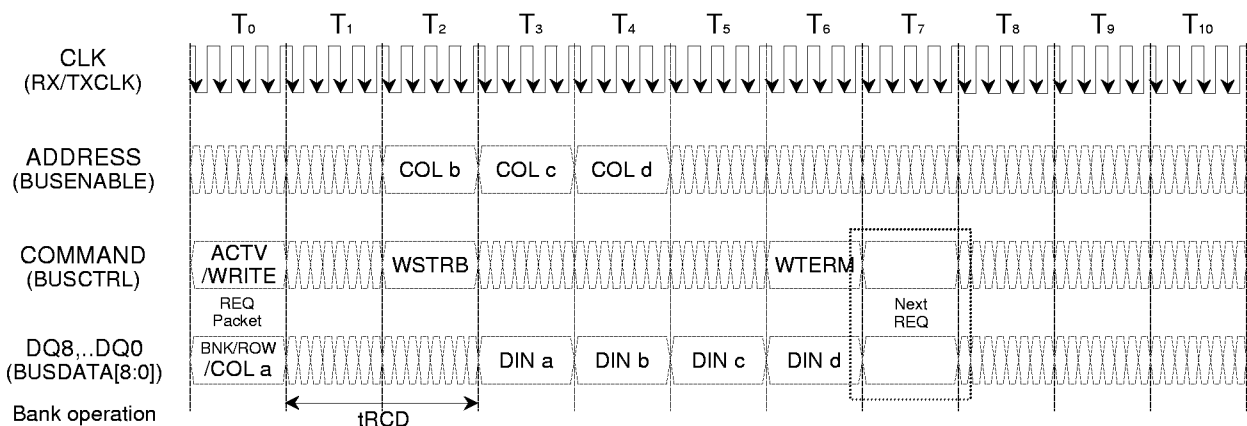 T0 T1 T2 T3 T4 T5 T6 T7 T8 T9 T10
CLK
(RX/TXCLK)
ADDRESS
(BUSENABLE)
COL b COL c COL d
COMMAND
(BUSCTRL)
ACTV
/WRITE
WSTRB
WTERM
REQ
Packet
Next
REQ
DQ8,..DQ0
(BUSDATA[8:0])
BNK/ROW
/COL a
DIN a DIN b DIN c DIN d
Bank operation
tRCD